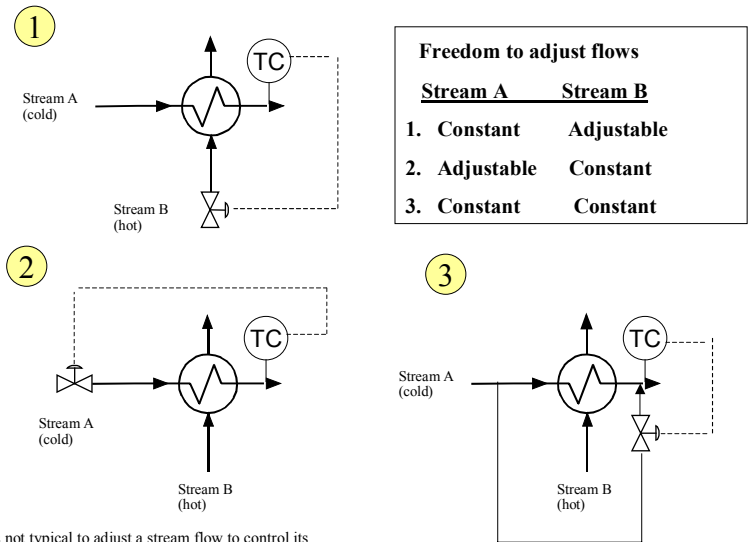 1
TC
Stream A
(cold)
Stream B
(hot)
Freedom to adjust flows
Stream A Stream B
1. Constant Adjustable
2. Adjustable Constant
3. Constant Constant
2
TC
Stream A
(cold)
Stream B
(hot)
3
TC
Stream A
(cold)
Stream B
(hot)
not typical to adjust a stream flow to control its